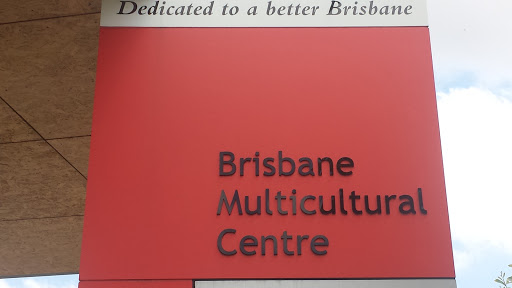 Dedicated to a better Brisbane
Brisbane
Multicultural
Centre